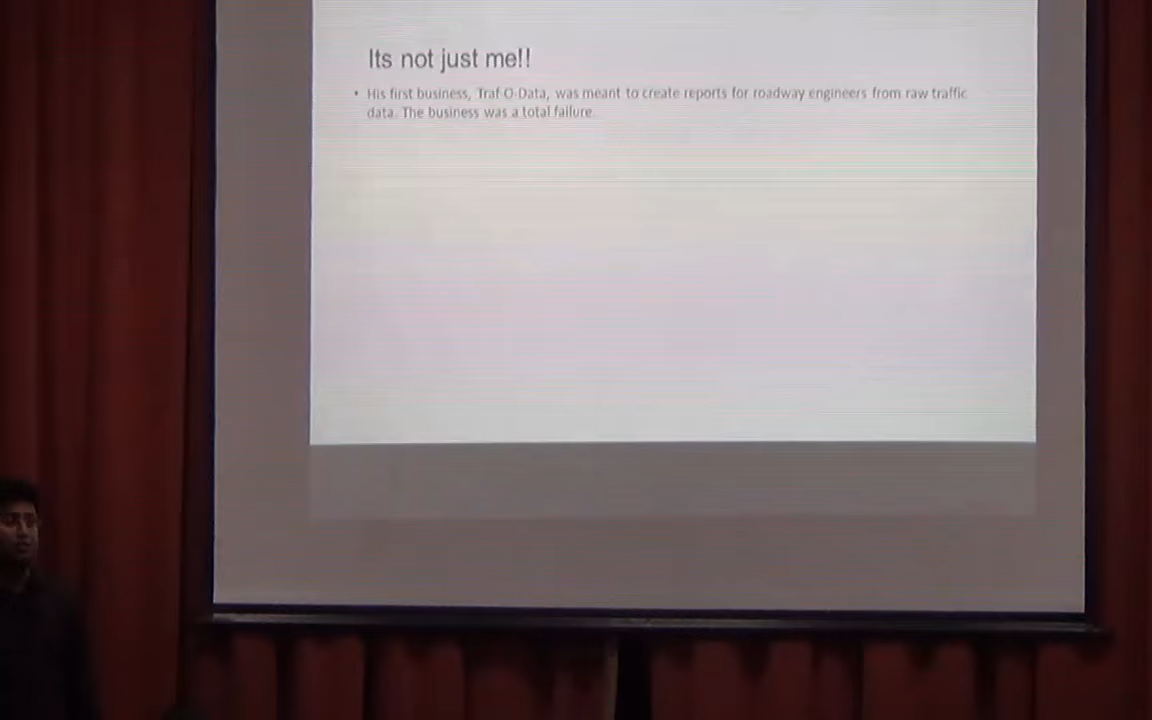 Its not just me!!
• His first business, Traf-O-Data, was meant to create reports for roadway engineers from raw traffic
data. The business was a total failure.